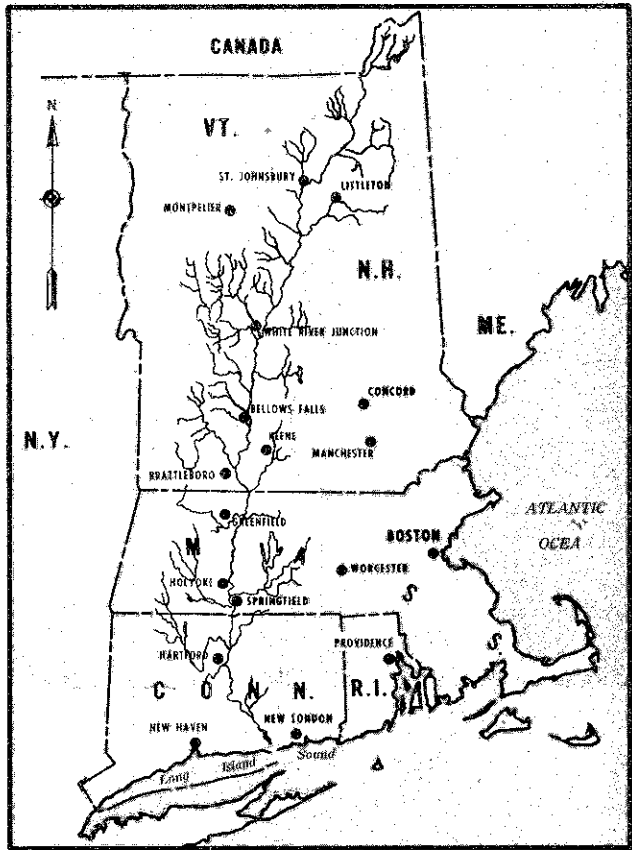 CANADA
N
VT.
ST. JOHNSBURY
LITTLETON
MONTPELIER
N.H.
WHITE RIVER JUNCTION
ME.
CONCORD
BELLOWS FALLS
N.Y.
KEENE
MANCHESTER
BRATTLEBORO
ATLANTIC
GREENFIELD
BOSTON
OCEA
M A S S
WORCESTER
HOLYOKE
SPRINGFIELD
PROVIDENCE
HARTFORD
C O N N.
R.I.
NEW LONDON
NEW HAVEN
Long Island Sound